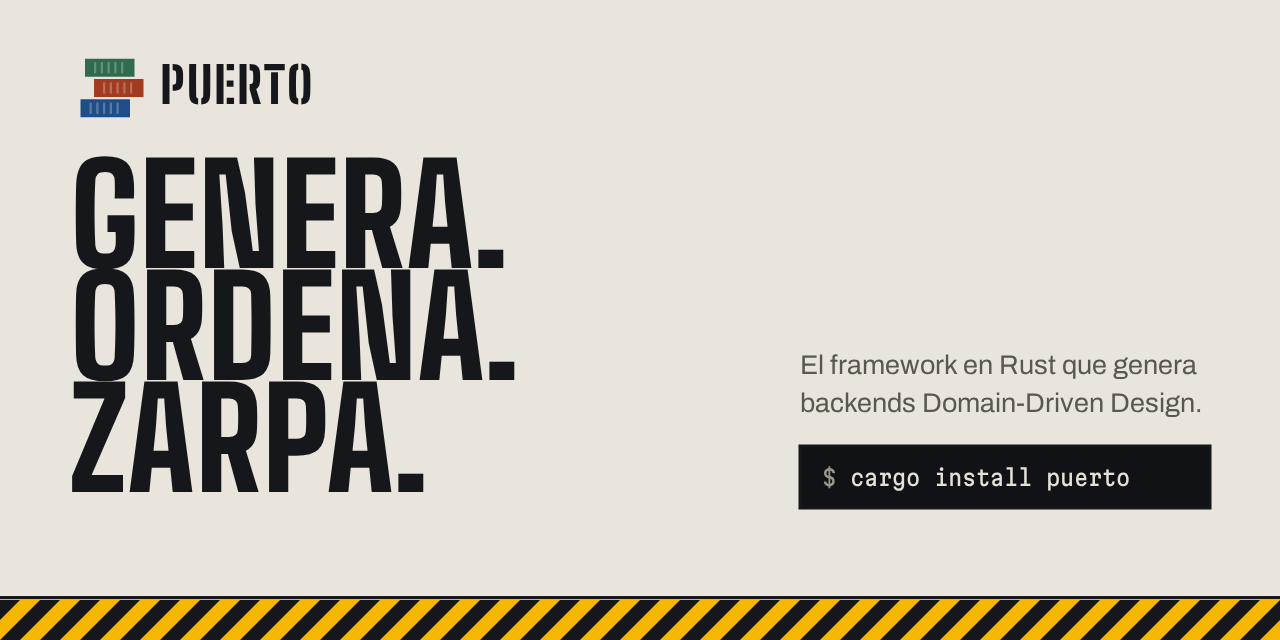 PUERTO
GENERA.
ORDENA.
ZARPA.
El framework en Rust que genera
backends Domain-Driven Design.
$ cargo install puerto